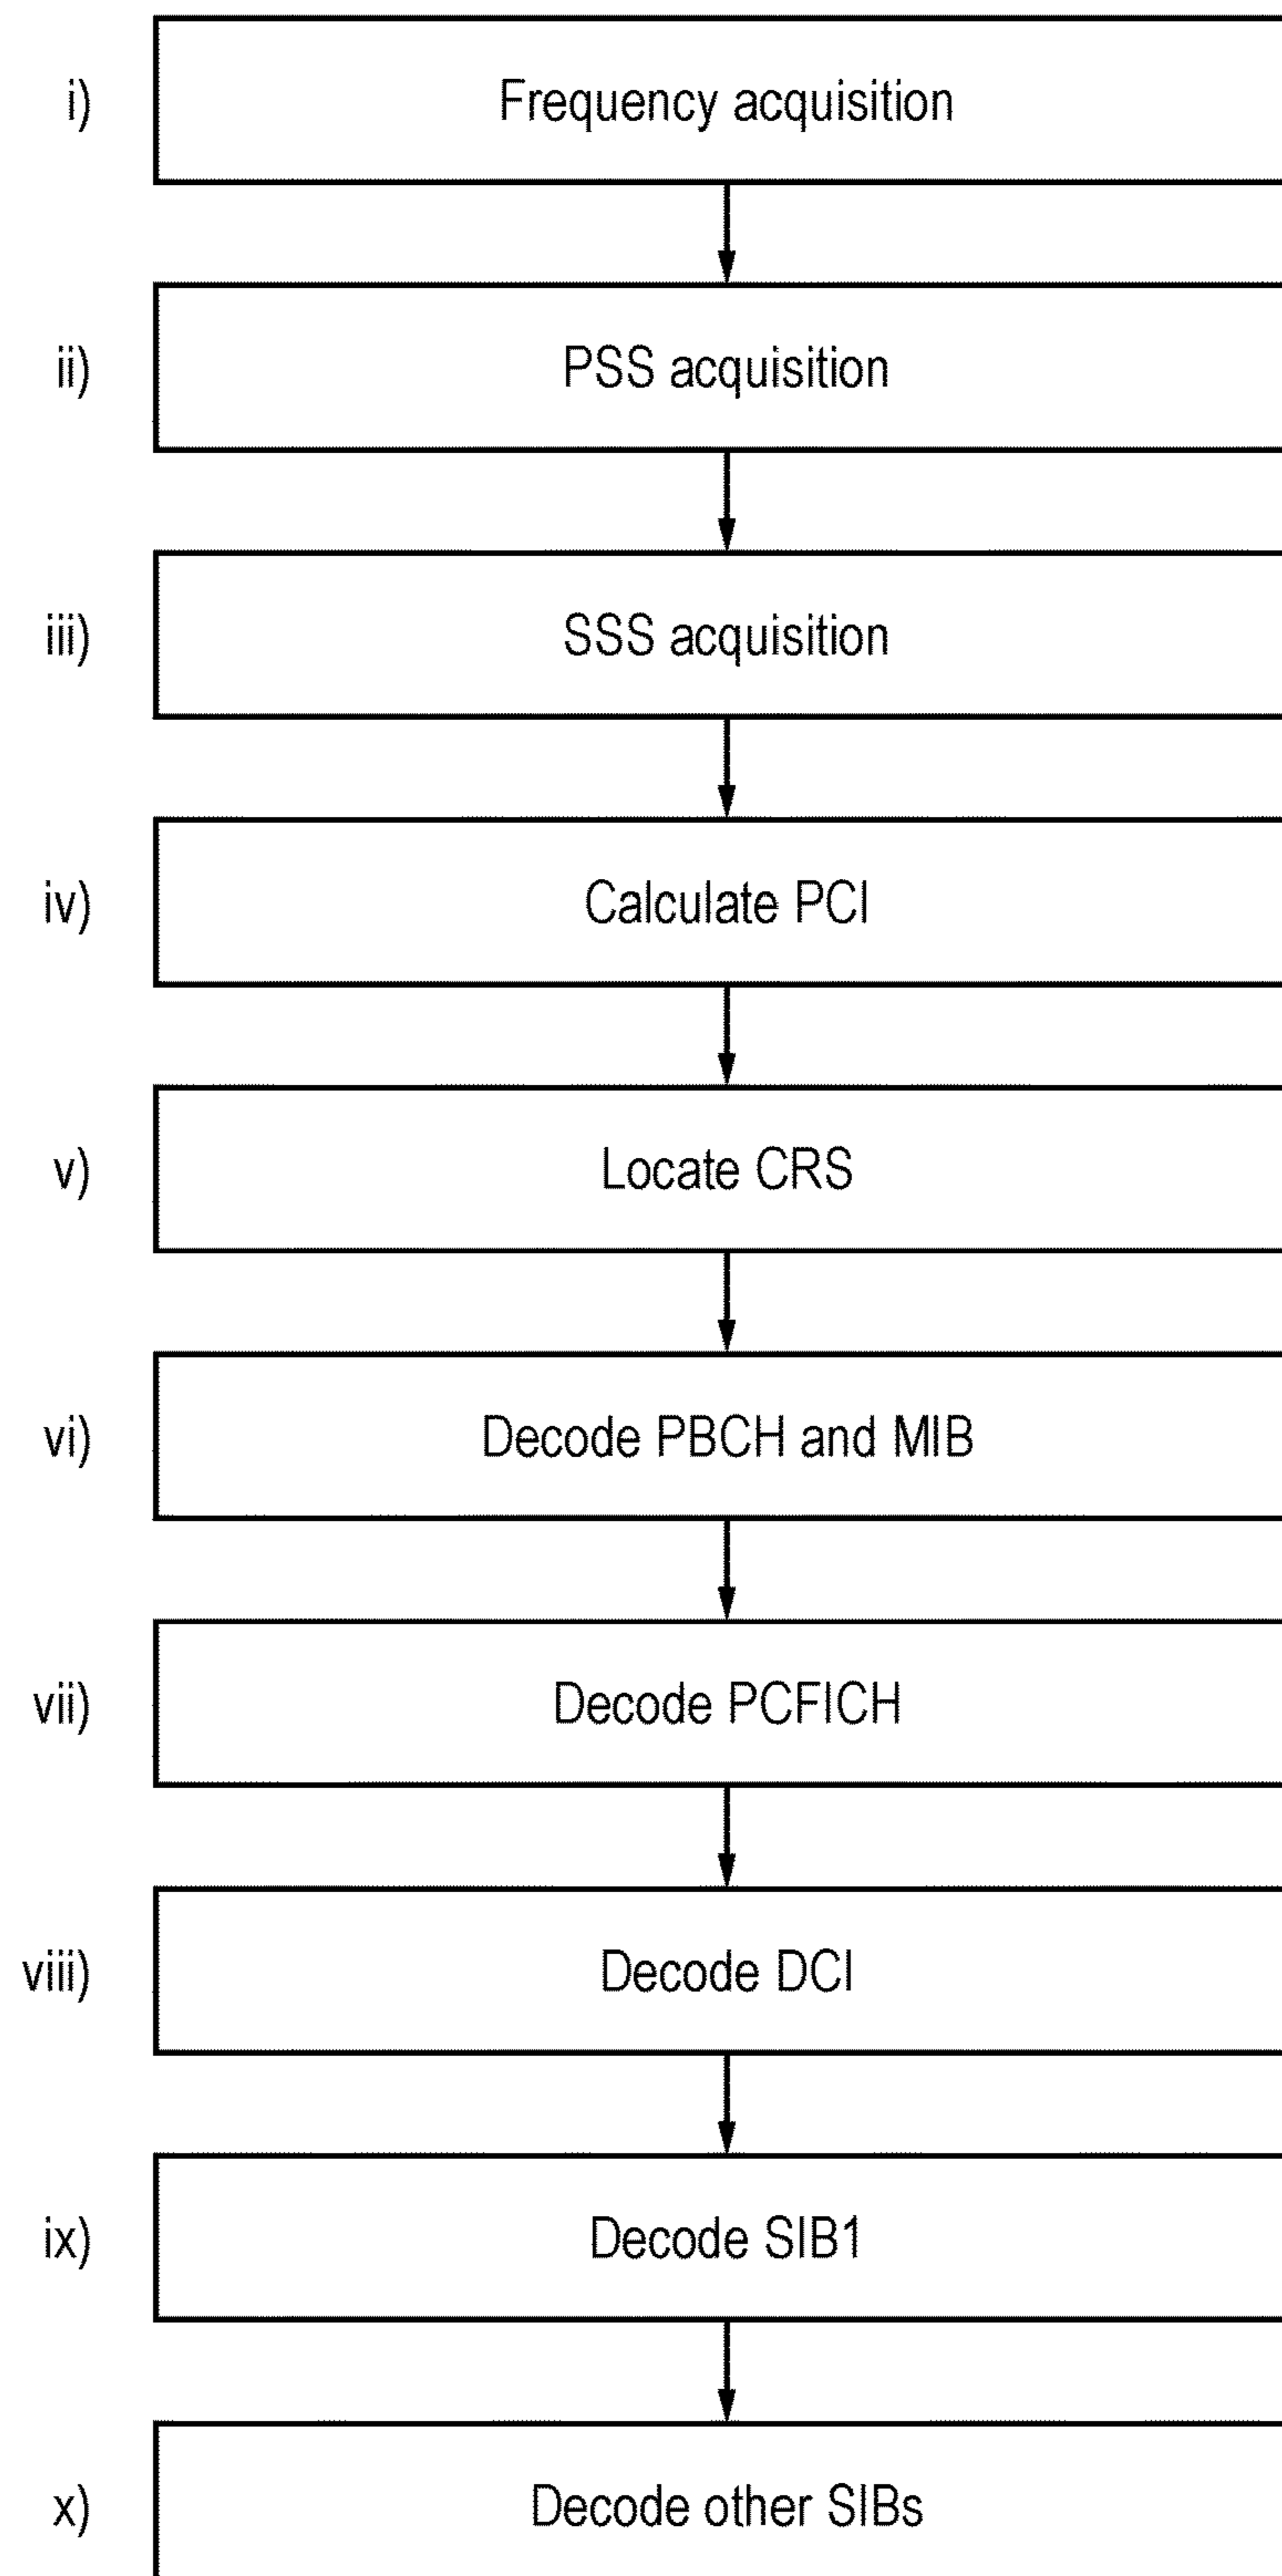 i) Frequency acquisition
ii) PSS acquisition
iii) SSS acquisition
iv) Calculate PCI
v) Locate CRS
vi) Decode PBCH and MIB
vii) Decode PCFICH
viii) Decode DCI
ix) Decode SIB1
x) Decode other SIBs